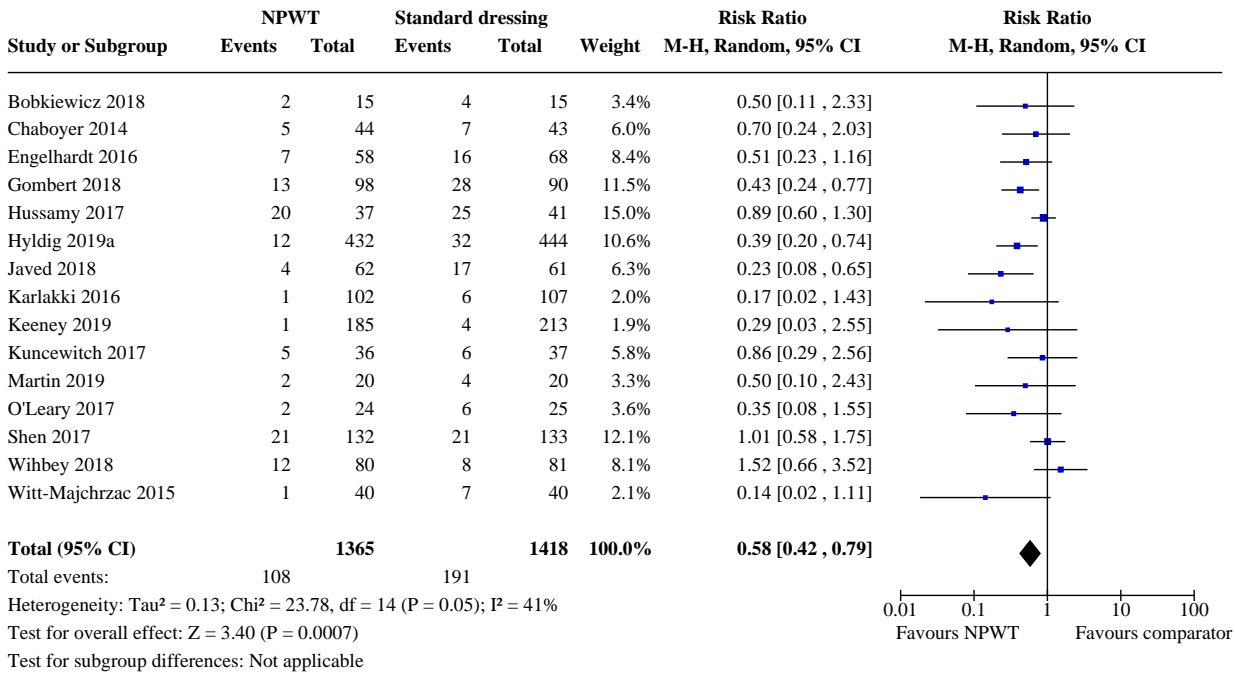 NPWT Standard dressing Risk Ratio Risk Ratio
Study or Subgroup Events Total Events Total Weight M-H, Random, 95% CI M-H, Random, 95% CI
Bobkiewicz 2018 2 15 4 15 3.4% 0.50 [0.11 , 2.33]
Chaboyer 2014 5 44 7 43 6.0% 0.70 [0.24 , 2.03]
Engelhardt 2016 7 58 16 68 8.4% 0.51 [0.23 , 1.16]
Gombert 2018 13 98 28 90 11.5% 0.43 [0.24 , 0.77]
Hussamy 2017 20 37 25 41 15.0% 0.89 [0.60 , 1.30]
Hyldig 2019a 12 432 32 444 10.6% 0.39 [0.20 , 0.74]
Javed 2018 4 62 17 61 6.3% 0.23 [0.08 , 0.65]
Karlakki 2016 1 102 6 107 2.0% 0.17 [0.02 , 1.43]
Keeney 2019 1 185 4 213 1.9% 0.29 [0.03 , 2.55]
Kuncewitch 2017 5 36 6 37 5.8% 0.86 [0.29 , 2.56]
Martin 2019 2 20 4 20 3.3% 0.50 [0.10 , 2.43]
O'Leary 2017 2 24 6 25 3.6% 0.35 [0.08 , 1.55]
Shen 2017 21 132 21 133 12.1% 1.01 [0.58 , 1.75]
Wihbey 2018 12 80 8 81 8.1% 1.52 [0.66 , 3.52]
Witt-Majchrzac 2015 1 40 7 40 2.1% 0.14 [0.02 , 1.11]
Total (95% CI) 1365 1418 100.0% 0.58 [0.42 , 0.79]
Total events: 108 191
Heterogeneity: Tau² = 0.13; Chi² = 23.78, df = 14 (P = 0.05); I² = 41%
Test for overall effect: Z = 3.40 (P = 0.0007)
Test for subgroup differences: Not applicable
0.01 0.1 1 10 100
Favours NPWT Favours comparator